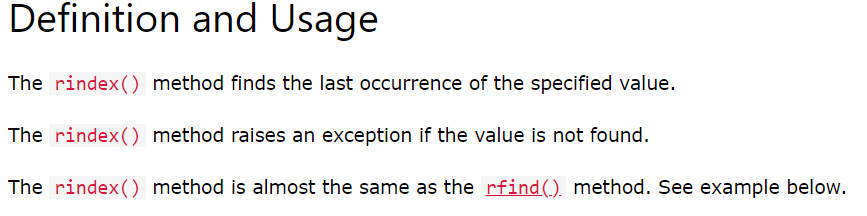 Definition and Usage
The rindex() method finds the last occurrence of the specified value.
The rindex() method raises an exception if the value is not found.
The rindex() method is almost the same as the rfind() method. See example below.